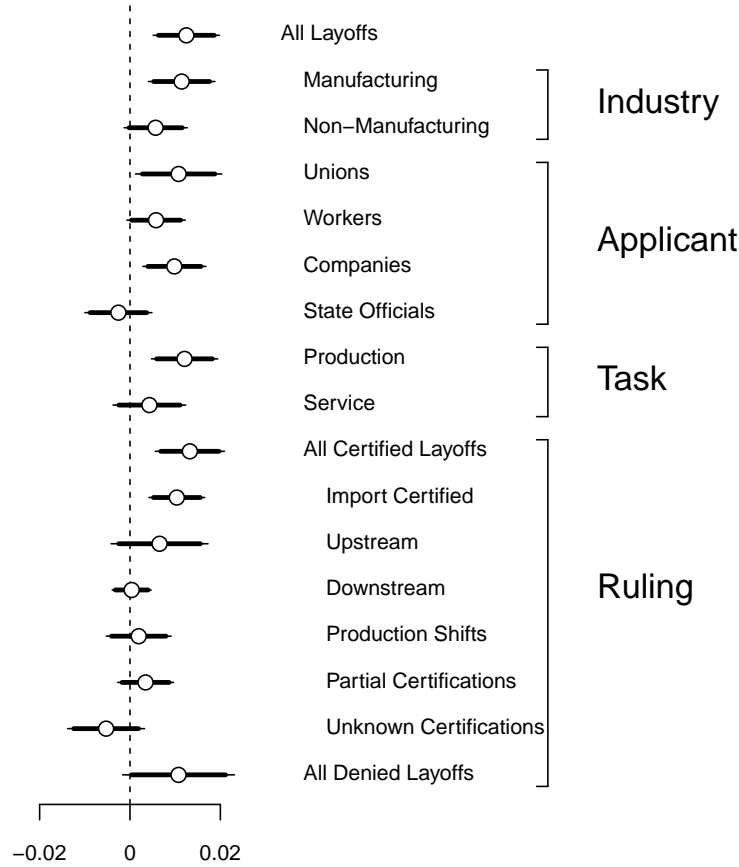 All Layoffs
Manufacturing
Non−Manufacturing
Industry
Unions
Workers
Companies
State Officials
Applicant
Production
Service
Task
All Certified Layoffs
Import Certified
Upstream
Downstream
Production Shifts
Partial Certifications
Unknown Certifications
All Denied Layoffs
Ruling
−0.02 0 0.02